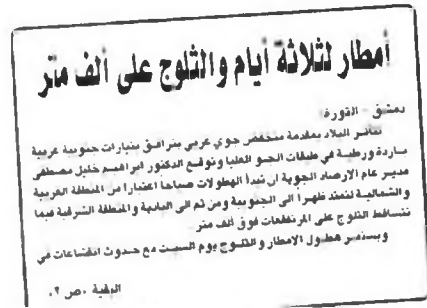 أمطار لثلاثة أيام والثلوج على ألف متر
دمشق - الثورة:
تتأثر البلاد بمقدمة منخفض جوي غربي يترافق بتيارات جنوبية غربية
باردة ورطبة في طبقات الجو العليا وتوقع الدكتور ابراهيم خليل مصطفى
مدير عام الارصاد الجوية ان تبدأ الهطولات صباحا اعتبارا من المنطقة الغربية
والشمالية لتمتد ظهرا الى الجنوبية ومن ثم الى البادية والمنطقة الشرقية فيما
تتساقط الثلوج على المرتفعات فوق ألف متر
ويستمر هطول الامطار والثلوج يوم السبت مع حدوث انقشاعات في
البقية «ص ٢»